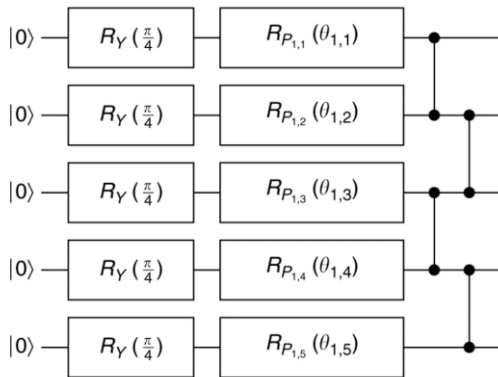 |0⟩ R_Y(π/4) R_{P_{1,1}}(θ_{1,1})
|0⟩ R_Y(π/4) R_{P_{1,2}}(θ_{1,2})
|0⟩ R_Y(π/4) R_{P_{1,3}}(θ_{1,3})
|0⟩ R_Y(π/4) R_{P_{1,4}}(θ_{1,4})
|0⟩ R_Y(π/4) R_{P_{1,5}}(θ_{1,5})